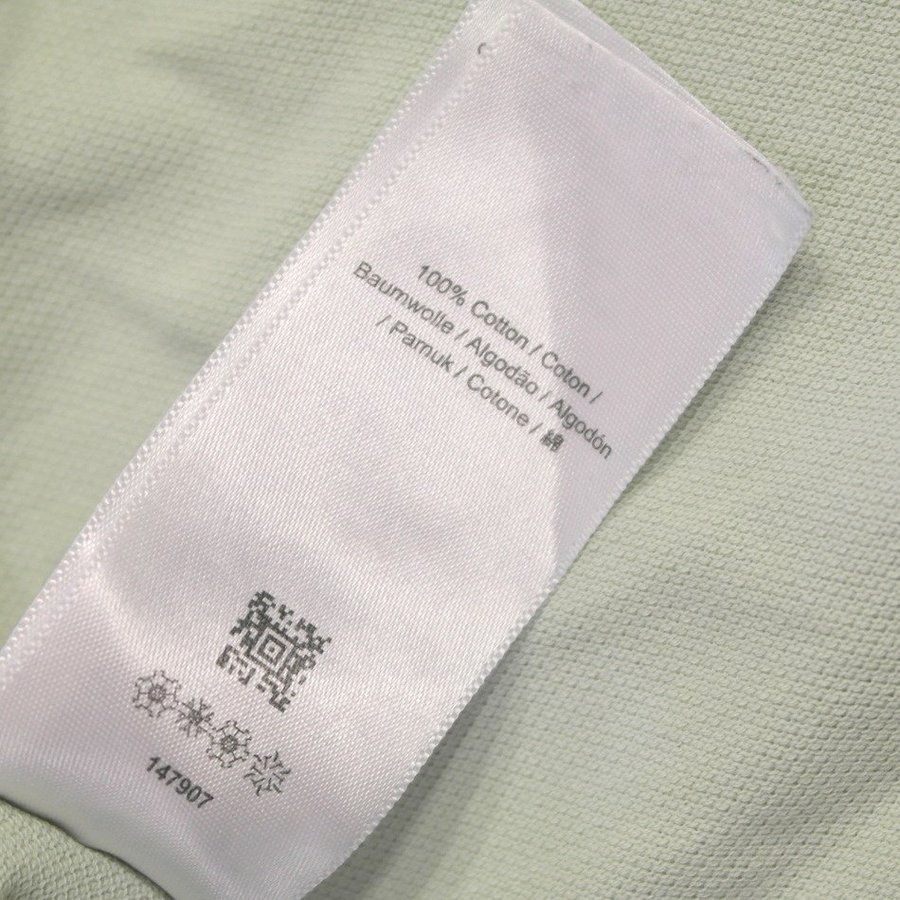 100% Cotton / Coton /
Baumwolle / Algodão / Algodón
/ Pamuk / Cotone / 綿
147907